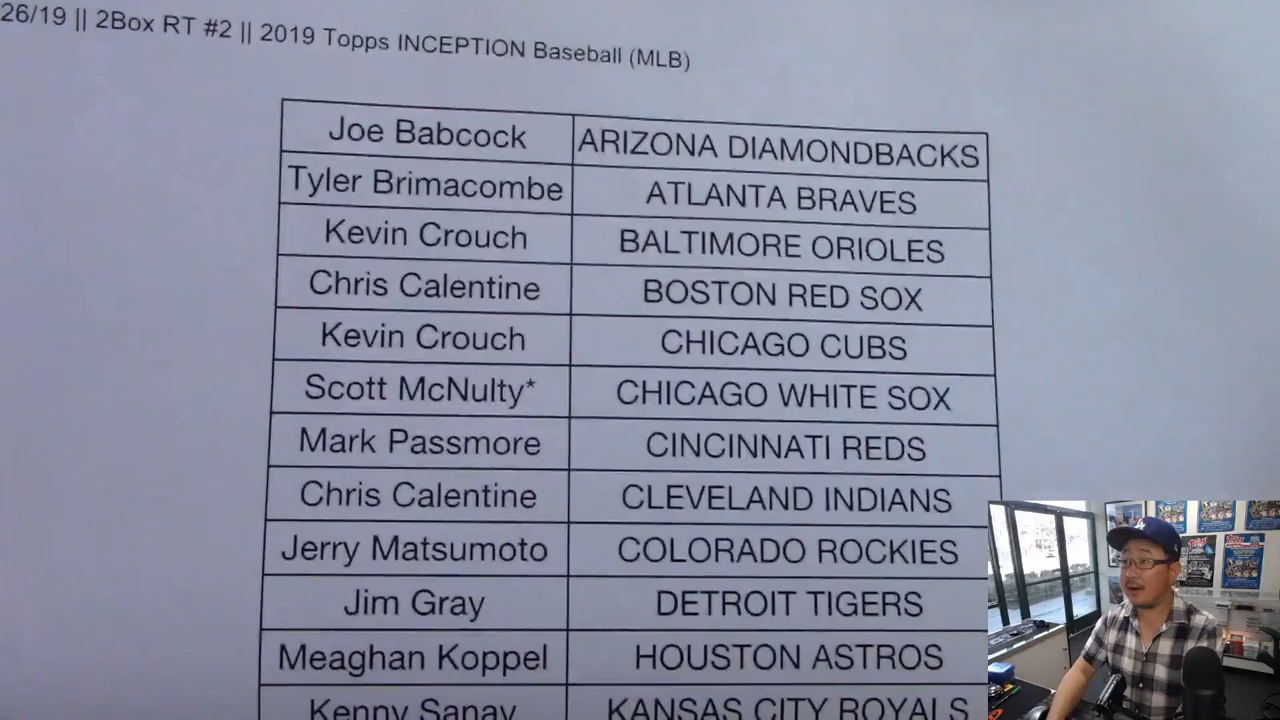 26/19 || 2Box RT #2 || 2019 Topps INCEPTION Baseball (MLB)
Joe Babcock ARIZONA DIAMONDBACKS
Tyler Brimacombe ATLANTA BRAVES
Kevin Crouch BALTIMORE ORIOLES
Chris Calentine BOSTON RED SOX
Kevin Crouch CHICAGO CUBS
Scott McNulty* CHICAGO WHITE SOX
Mark Passmore CINCINNATI REDS
Chris Calentine CLEVELAND INDIANS
Jerry Matsumoto COLORADO ROCKIES
Jim Gray DETROIT TIGERS
Meaghan Koppel HOUSTON ASTROS
Kenny Sanay KANSAS CITY ROYALS